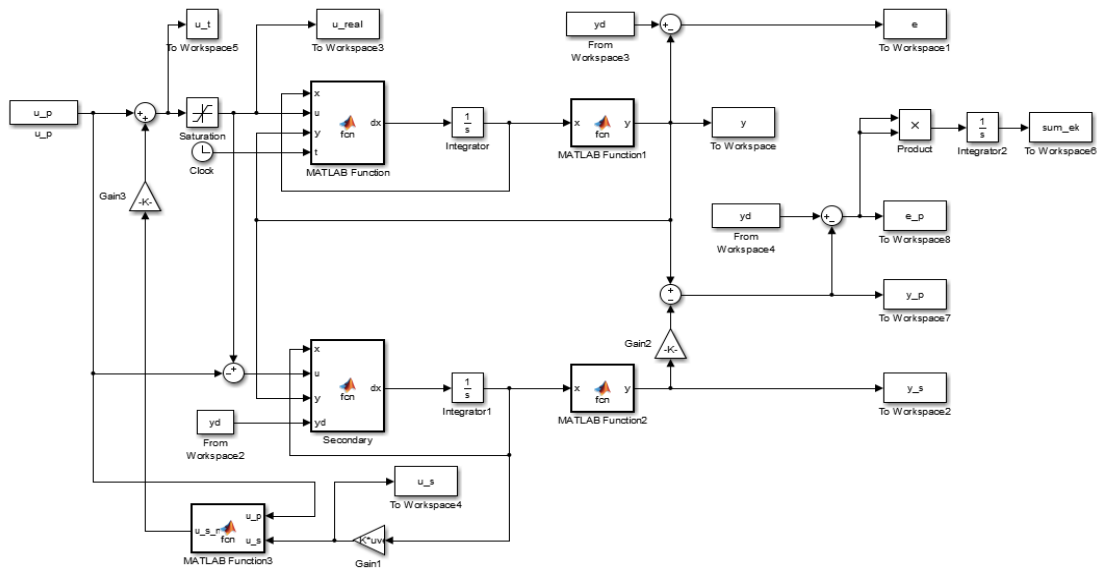 u_t
To Workspace5
u_real
To Workspace3
yd
From
Workspace3
e
To Workspace1
u_p
u_p
Saturation
Clock
x
u
y
t
fcn
dx
MATLAB Function
1
s
Integrator
x
fcn
y
MATLAB Function1
y
To Workspace
×
Product
1
s
Integrator2
sum_ek
To Workspace6
-K-
Gain3
yd
From
Workspace4
e_p
To Workspace8
y_p
To Workspace7
-K-
Gain2
x
u
y
yd
fcn
dx
Secondary
1
s
Integrator1
x
fcn
y
MATLAB Function2
y_s
To Workspace2
yd
From
Workspace2
u_s
To Workspace4
u_p
u_s
fcn
MATLAB Function3
Gain1